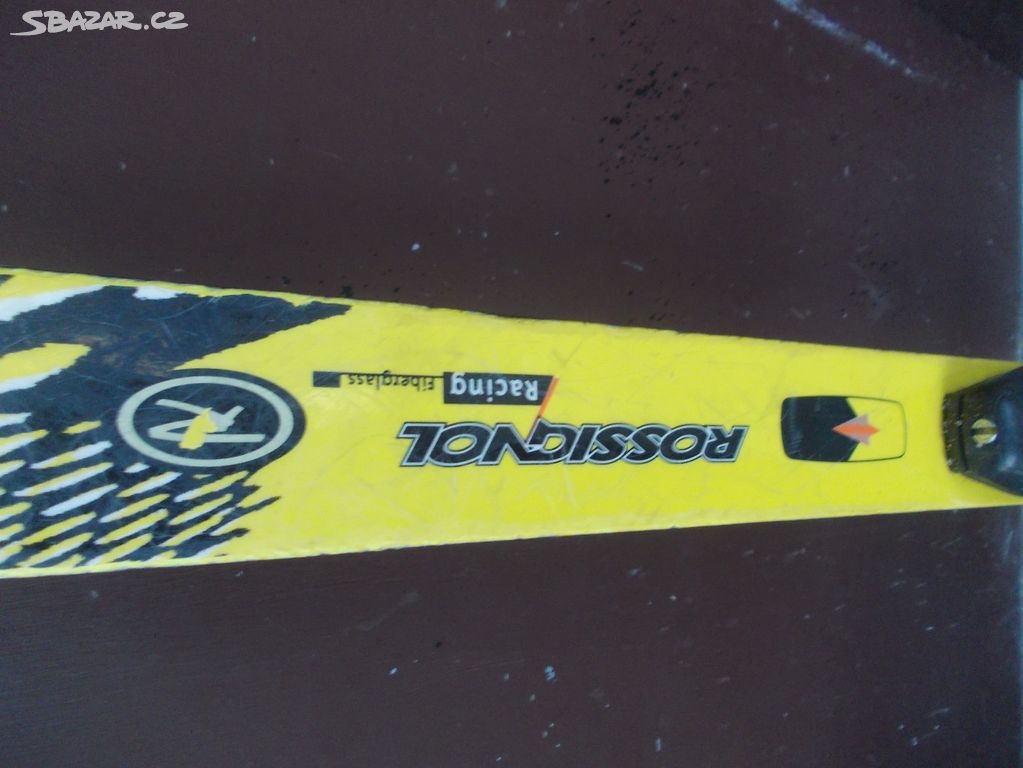 SBAZAR.CZ
Racing Fiberglass
ROSSIGNOL
R